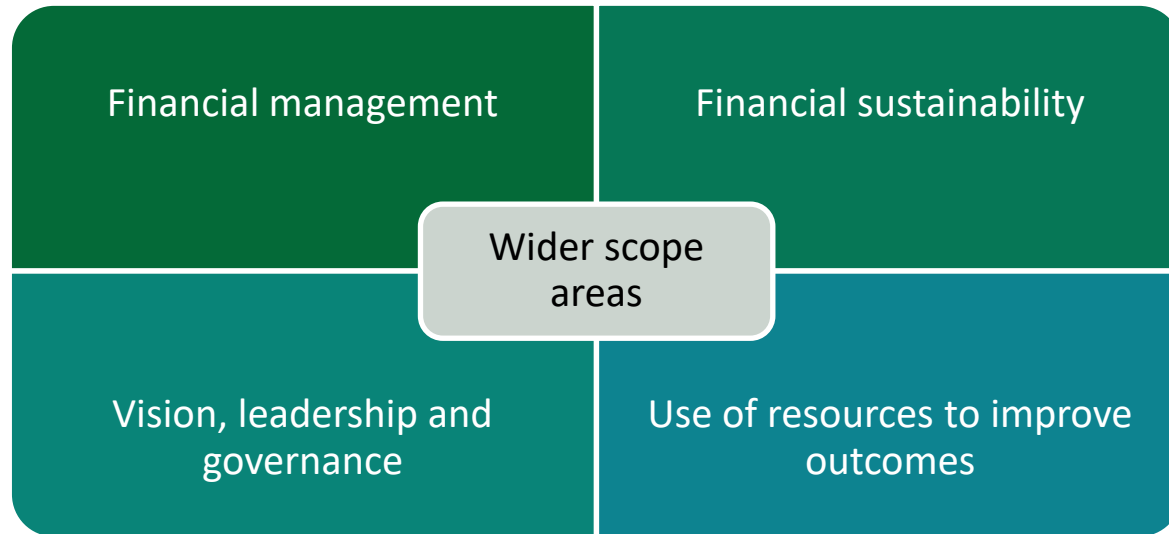 Financial management
Financial sustainability
Wider scope
areas
Vision, leadership and
governance
Use of resources to improve
outcomes